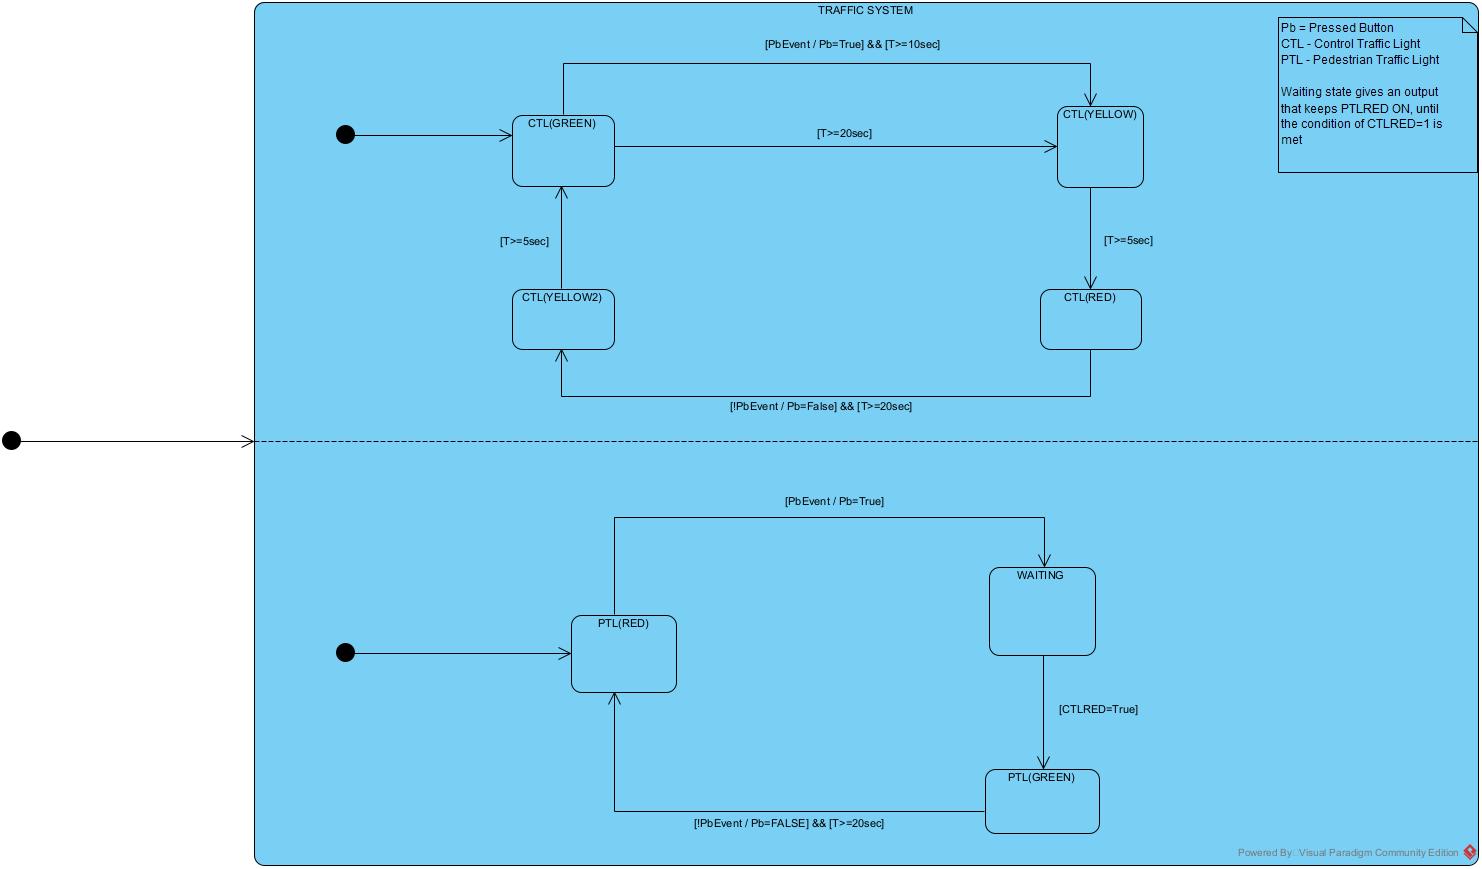 TRAFFIC SYSTEM
Pb = Pressed Button
CTL - Control Traffic Light
PTL - Pedestrian Traffic Light
Waiting state gives an output
that keeps PTLRED ON, until
the condition of CTLRED=1 is
met
[PbEvent / Pb=True] && [T>=10sec]
CTL(GREEN)
CTL(YELLOW)
[T>=20sec]
[T>=5sec]
[T>=5sec]
CTL(YELLOW2)
CTL(RED)
[!PbEvent / Pb=False] && [T>=20sec]
[PbEvent / Pb=True]
WAITING
PTL(RED)
[CTLRED=True]
PTL(GREEN)
[!PbEvent / Pb=FALSE] && [T>=20sec]
Powered By Visual Paradigm Community Edition